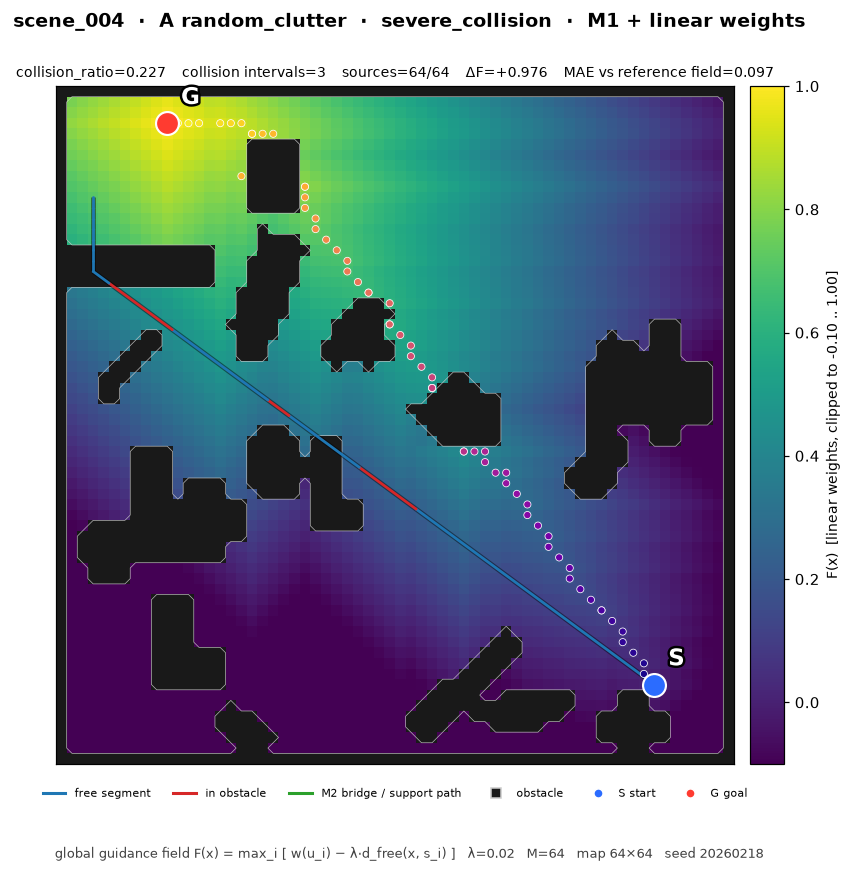 scene_004 · A random_clutter · severe_collision · M1 + linear weights
collision_ratio=0.227 collision intervals=3 sources=64/64 ΔF=+0.976 MAE vs reference field=0.097
G
S
1.0
0.8
0.6
0.4
0.2
0.0
F(x) [linear weights, clipped to -0.10 .. 1.00]
free segment
in obstacle
M2 bridge / support path
obstacle
S start
G goal
global guidance field F(x) = max_i [ w(u_i) − λ·d_free(x, s_i) ] λ=0.02 M=64 map 64×64 seed 20260218